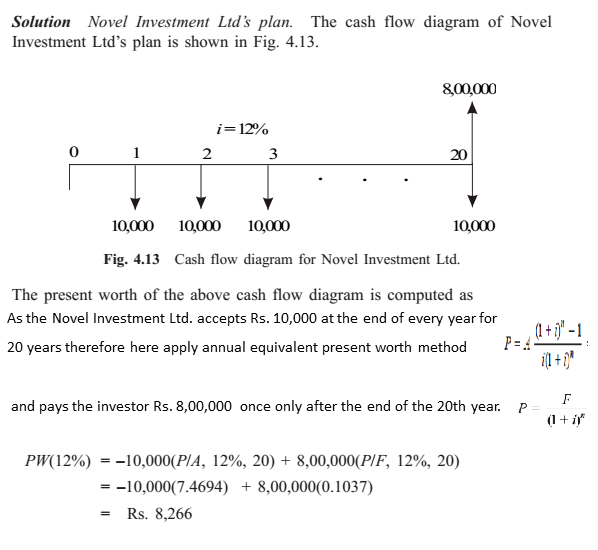 Solution Novel Investment Ltd's plan. The cash flow diagram of Novel
Investment Ltd's plan is shown in Fig. 4.13.
8,00,000
i = 12%
0 1 2 3 20
. . .
10,000 10,000 10,000 10,000
Fig. 4.13 Cash flow diagram for Novel Investment Ltd.
The present worth of the above cash flow diagram is computed as
As the Novel Investment Ltd. accepts Rs. 10,000 at the end of every year for
20 years therefore here apply annual equivalent present worth method P = A (1 + i)^n − 1 / i(1 + i)^n
and pays the investor Rs. 8,00,000 once only after the end of the 20th year. P = F / (1 + i)^n
PW(12%) = –10,000(P/A, 12%, 20) + 8,00,000(P/F, 12%, 20)
= –10,000(7.4694) + 8,00,000(0.1037)
= Rs. 8,266